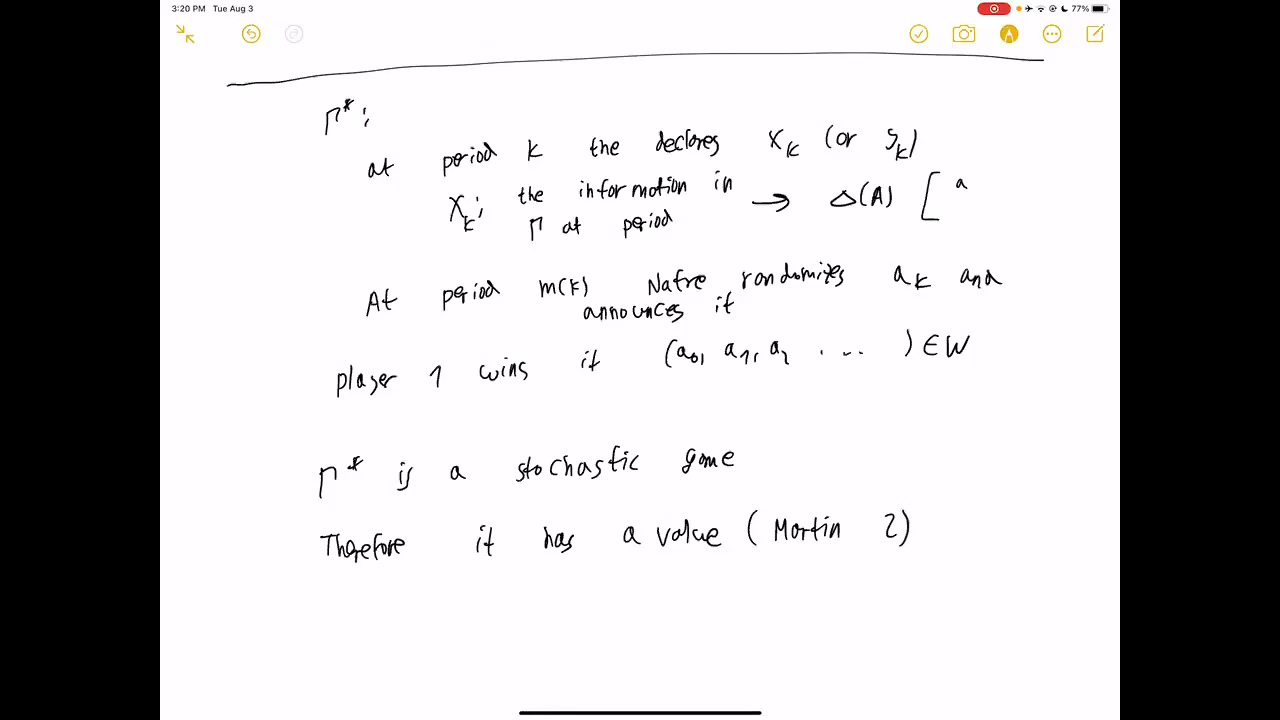 3:20 PM Tue Aug 3 77%
Γ*:
at period k the declares x_k (or s_k)
x_k: the information in → Δ(A) [ a
Γ at period
At period m(k) Natre randomizes a_k and
announces it
player 1 wins if (a_0, a_1, a_2 . ... ) ∈ W
Γ* is a stochastic game
Therefore it has a value (Martin 2)